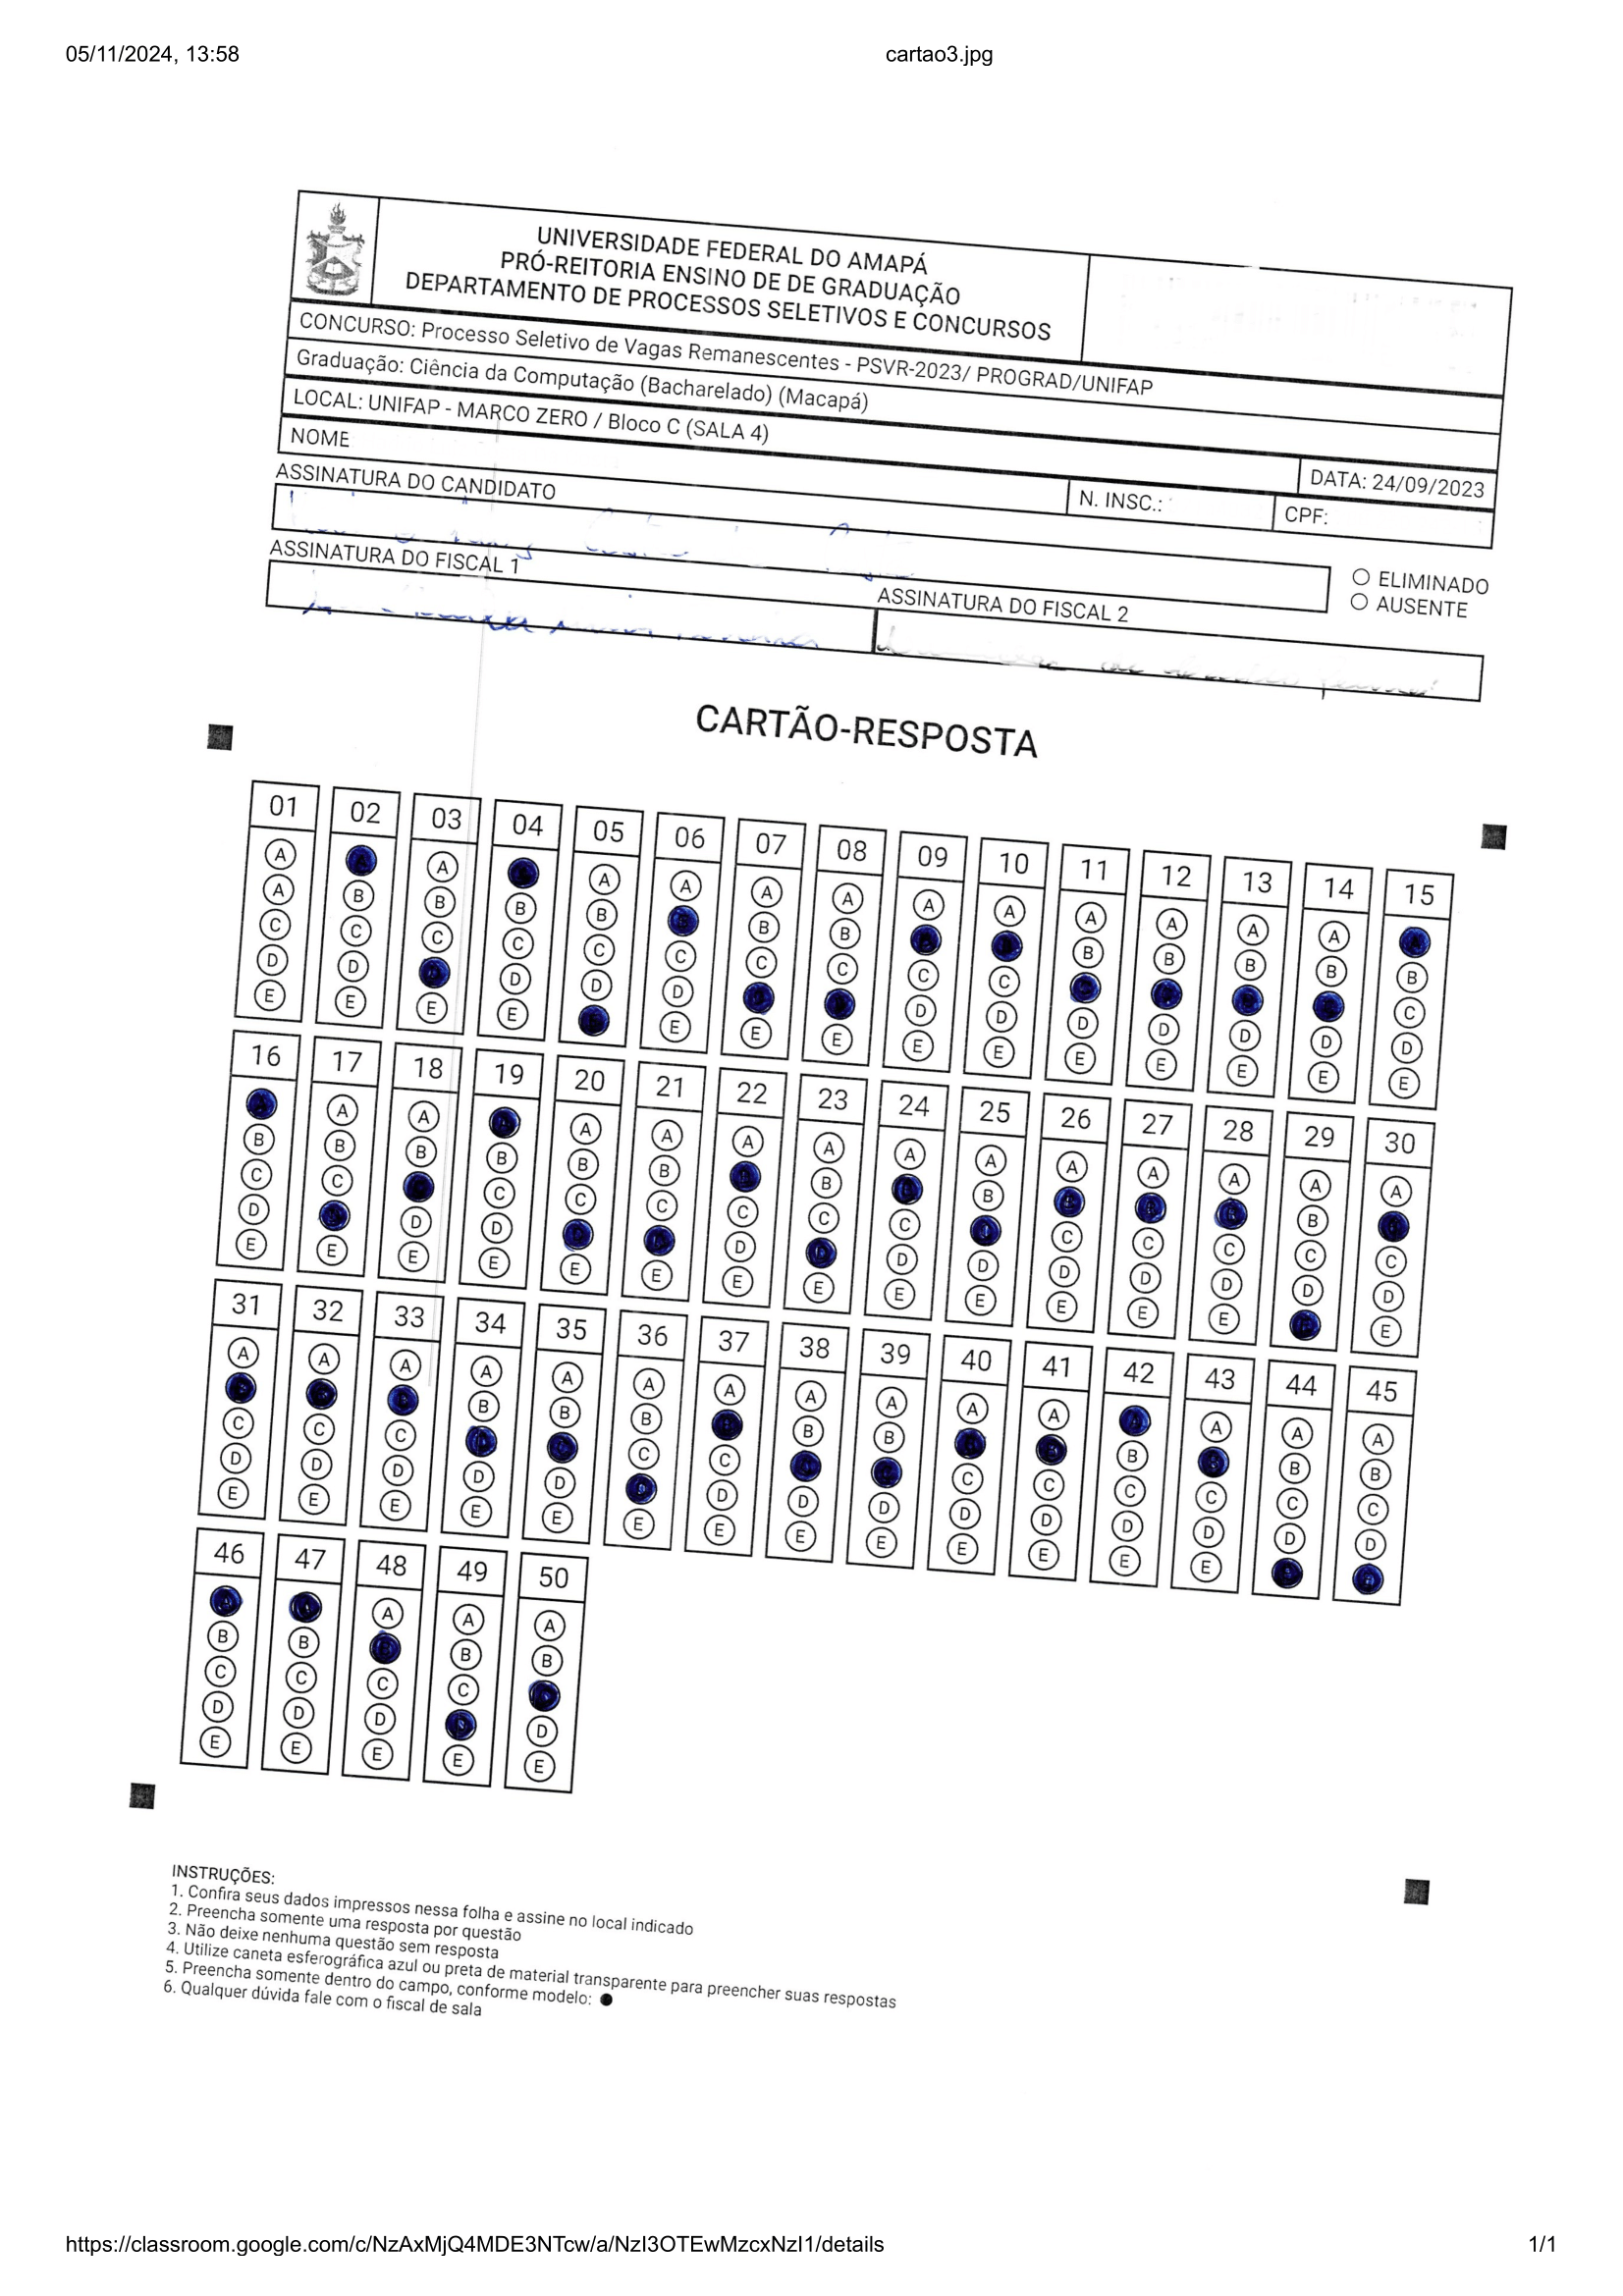 05/11/2024, 13:58
cartao3.jpg
UNIVERSIDADE FEDERAL DO AMAPÁ
PRÓ-REITORIA ENSINO DE DE GRADUAÇÃO
DEPARTAMENTO DE PROCESSOS SELETIVOS E CONCURSOS
CONCURSO: Processo Seletivo de Vagas Remanescentes - PSVR-2023/ PROGRAD/UNIFAP
Graduação: Ciência da Computação (Bacharelado) (Macapá)
LOCAL: UNIFAP - MARCO ZERO / Bloco C (SALA 4)
DATA: 24/09/2023
NOME
N. INSC.:
CPF:
ASSINATURA DO CANDIDATO
ELIMINADO
AUSENTE
ASSINATURA DO FISCAL 1
ASSINATURA DO FISCAL 2
CARTÃO-RESPOSTA
01 02 03 04 05 06 07 08 09 10 11 12 13 14 15
A A A A A A A A A A A A
A B B B B B B B B B B B
C C C C C C C C C C C
D D D D D D D D D D D D
E E E E E E E E E E E E E E
16 17 18 19 20 21 22 23 24 25 26 27 28 29 30
A A A A A A A A A A A A A
B B B B B B B B B
C C C C C C C C C C C C C
D D D D D D D D D D D
E E E E E E E E E E E E E E
31 32 33 34 35 36 37 38 39 40 41 42 43 44 45
A A A A A A A A A A A A A A
B B B B B B B B
C C C C C C C C C C C
D D D D D D D D D D D D D D
E E E E E E E E E E E E E
46 47 48 49 50
A A A
B B B B
C C C C
D D D D
E E E E E
INSTRUÇÕES:
1. Confira seus dados impressos nessa folha e assine no local indicado
2. Preencha somente uma resposta por questão
3. Não deixe nenhuma questão sem resposta
4. Utilize caneta esferográfica azul ou preta de material transparente para preencher suas respostas
5. Preencha somente dentro do campo, conforme modelo:
6. Qualquer dúvida fale com o fiscal de sala
https://classroom.google.com/c/NzAxMjQ4MDE3NTcw/a/NzI3OTEwMzcxNzI1/details
1/1